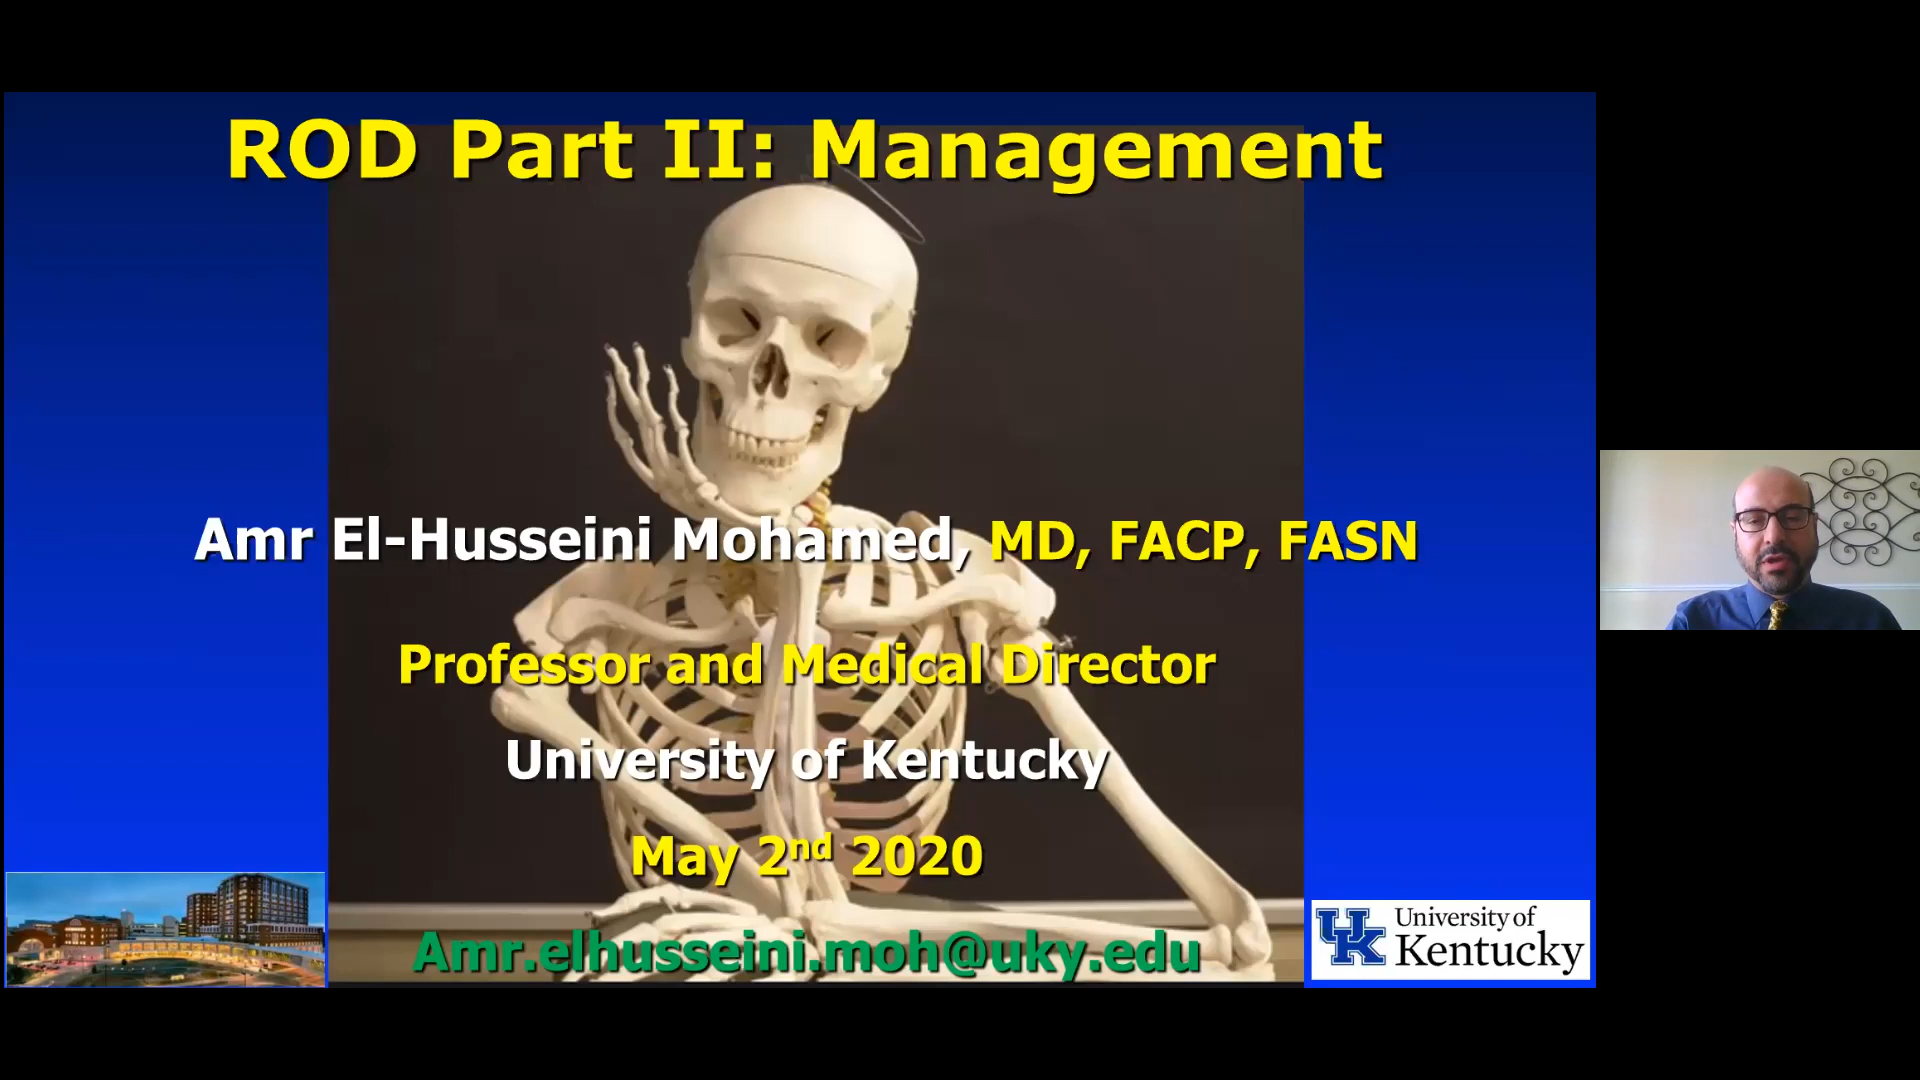 ROD Part II: Management
Amr El-Husseini Mohamed, MD, FACP, FASN
Professor and Medical Director
University of Kentucky
May 2nd 2020
Amr.elhusseini.moh@uky.edu
UK
University of
Kentucky